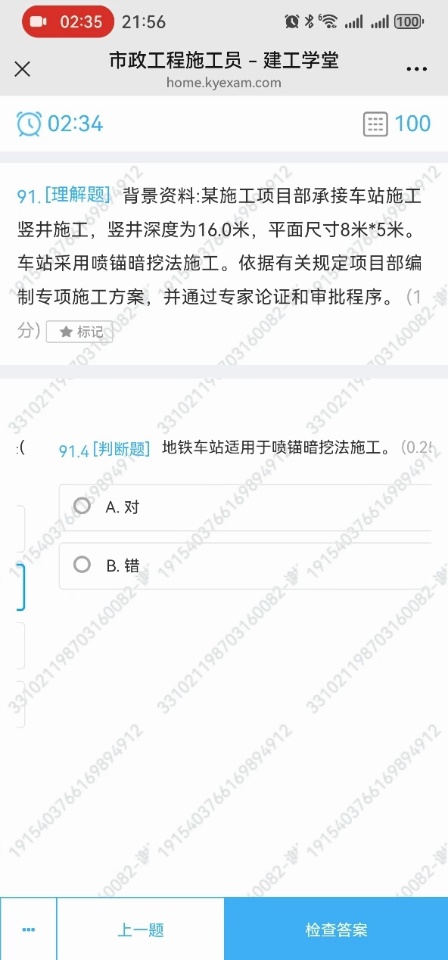 02:35 21:56 100
市政工程施工员 – 建工学堂
home.kyexam.com
02:34 100
91.[理解题] 背景资料:某施工项目部承接车站施工
竖井施工，竖井深度为16.0米，平面尺寸8米*5米。
车站采用喷锚暗挖法施工。依据有关规定项目部编
制专项施工方案，并通过专家论证和审批程序。(1
分) 标记
:( 91.4 [判断题] 地铁车站适用于喷锚暗挖法施工。(0.25
A. 对
B. 错
331021198703160082-
1915403766169894912
上一题 检查答案